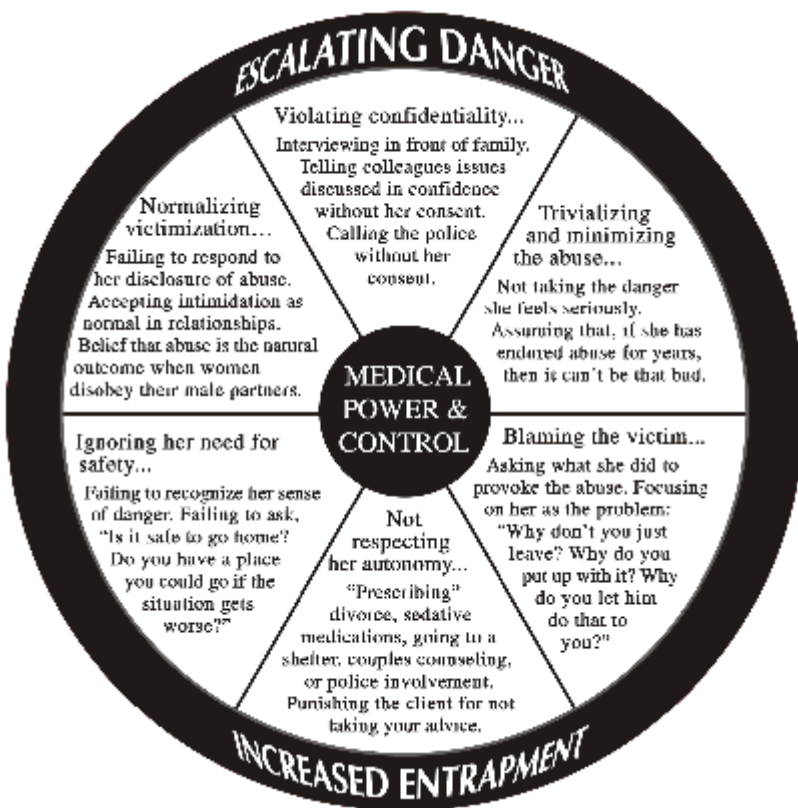 ESCALATING DANGER
Violating confidentiality...
Interviewing in front of family.
Telling colleagues issues
discussed in confidence
without her consent.
Calling the police
without her
consent.
Trivializing
and minimizing
the abuse...
Not taking the danger
she feels seriously.
Assuming that, if she has
endured abuse for years,
then it can't be that bad.
Blaming the victim...
Asking what she did to
provoke the abuse. Focusing
on her as the problem:
"Why don't you just
leave? Why do you
put up with it? Why
do you let him
do that to
you?"
Not
respecting
her autonomy...
"Prescribing"
divorce, sedative
medications, going to a
shelter, couples counseling,
or police involvement.
Punishing the client for not
taking your advice.
Ignoring her need for
safety...
Failing to recognize her sense
of danger. Failing to ask,
"Is it safe to go home?
Do you have a place
you could go if the
situation gets
worse?"
Normalizing
victimization...
Failing to respond to
her disclosure of abuse.
Accepting intimidation as
normal in relationships.
Belief that abuse is the natural
outcome when women
disobey their male partners.
MEDICAL
POWER &
CONTROL
INCREASED ENTRAPMENT